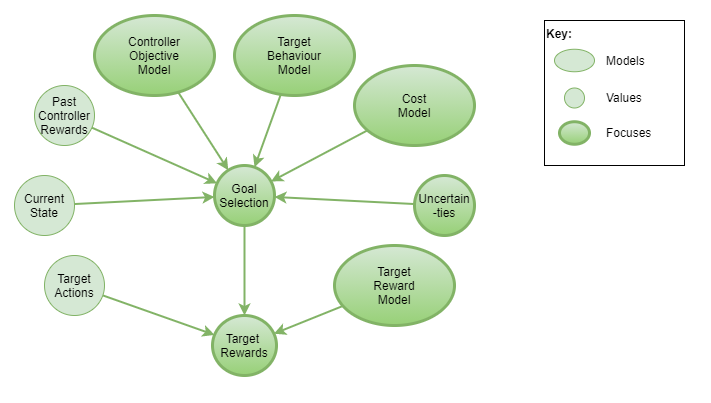 Controller
Objective
Model
Target
Behaviour
Model
Key:
Models
Values
Focuses
Past
Controller
Rewards
Cost
Model
Current
State
Goal
Selection
Uncertain
-ties
Target
Actions
Target
Reward
Model
Target
Rewards